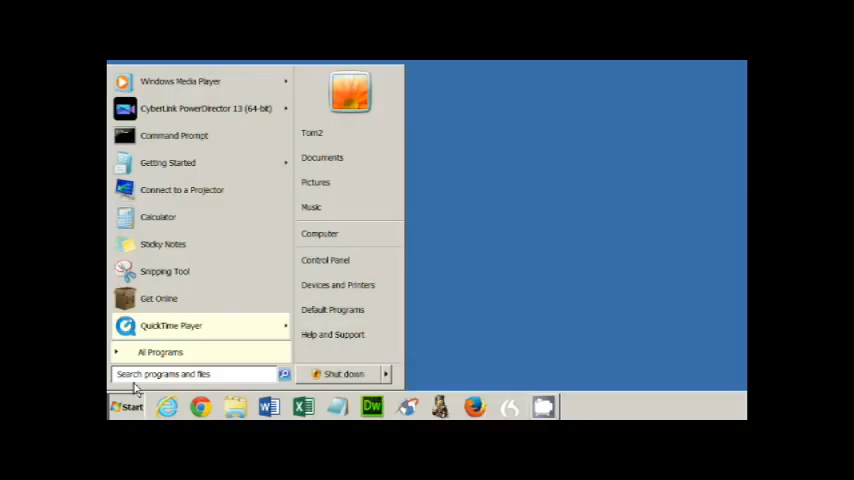 Windows Media Player
CyberLink PowerDirector 13 (64-bit)
Command Prompt
Getting Started
Connect to a Projector
Calculator
Sticky Notes
Snipping Tool
Get Online
QuickTime Player
All Programs
Search programs and files
Tom2
Documents
Pictures
Music
Computer
Control Panel
Devices and Printers
Default Programs
Help and Support
Shut down
Start
W
X
Dw